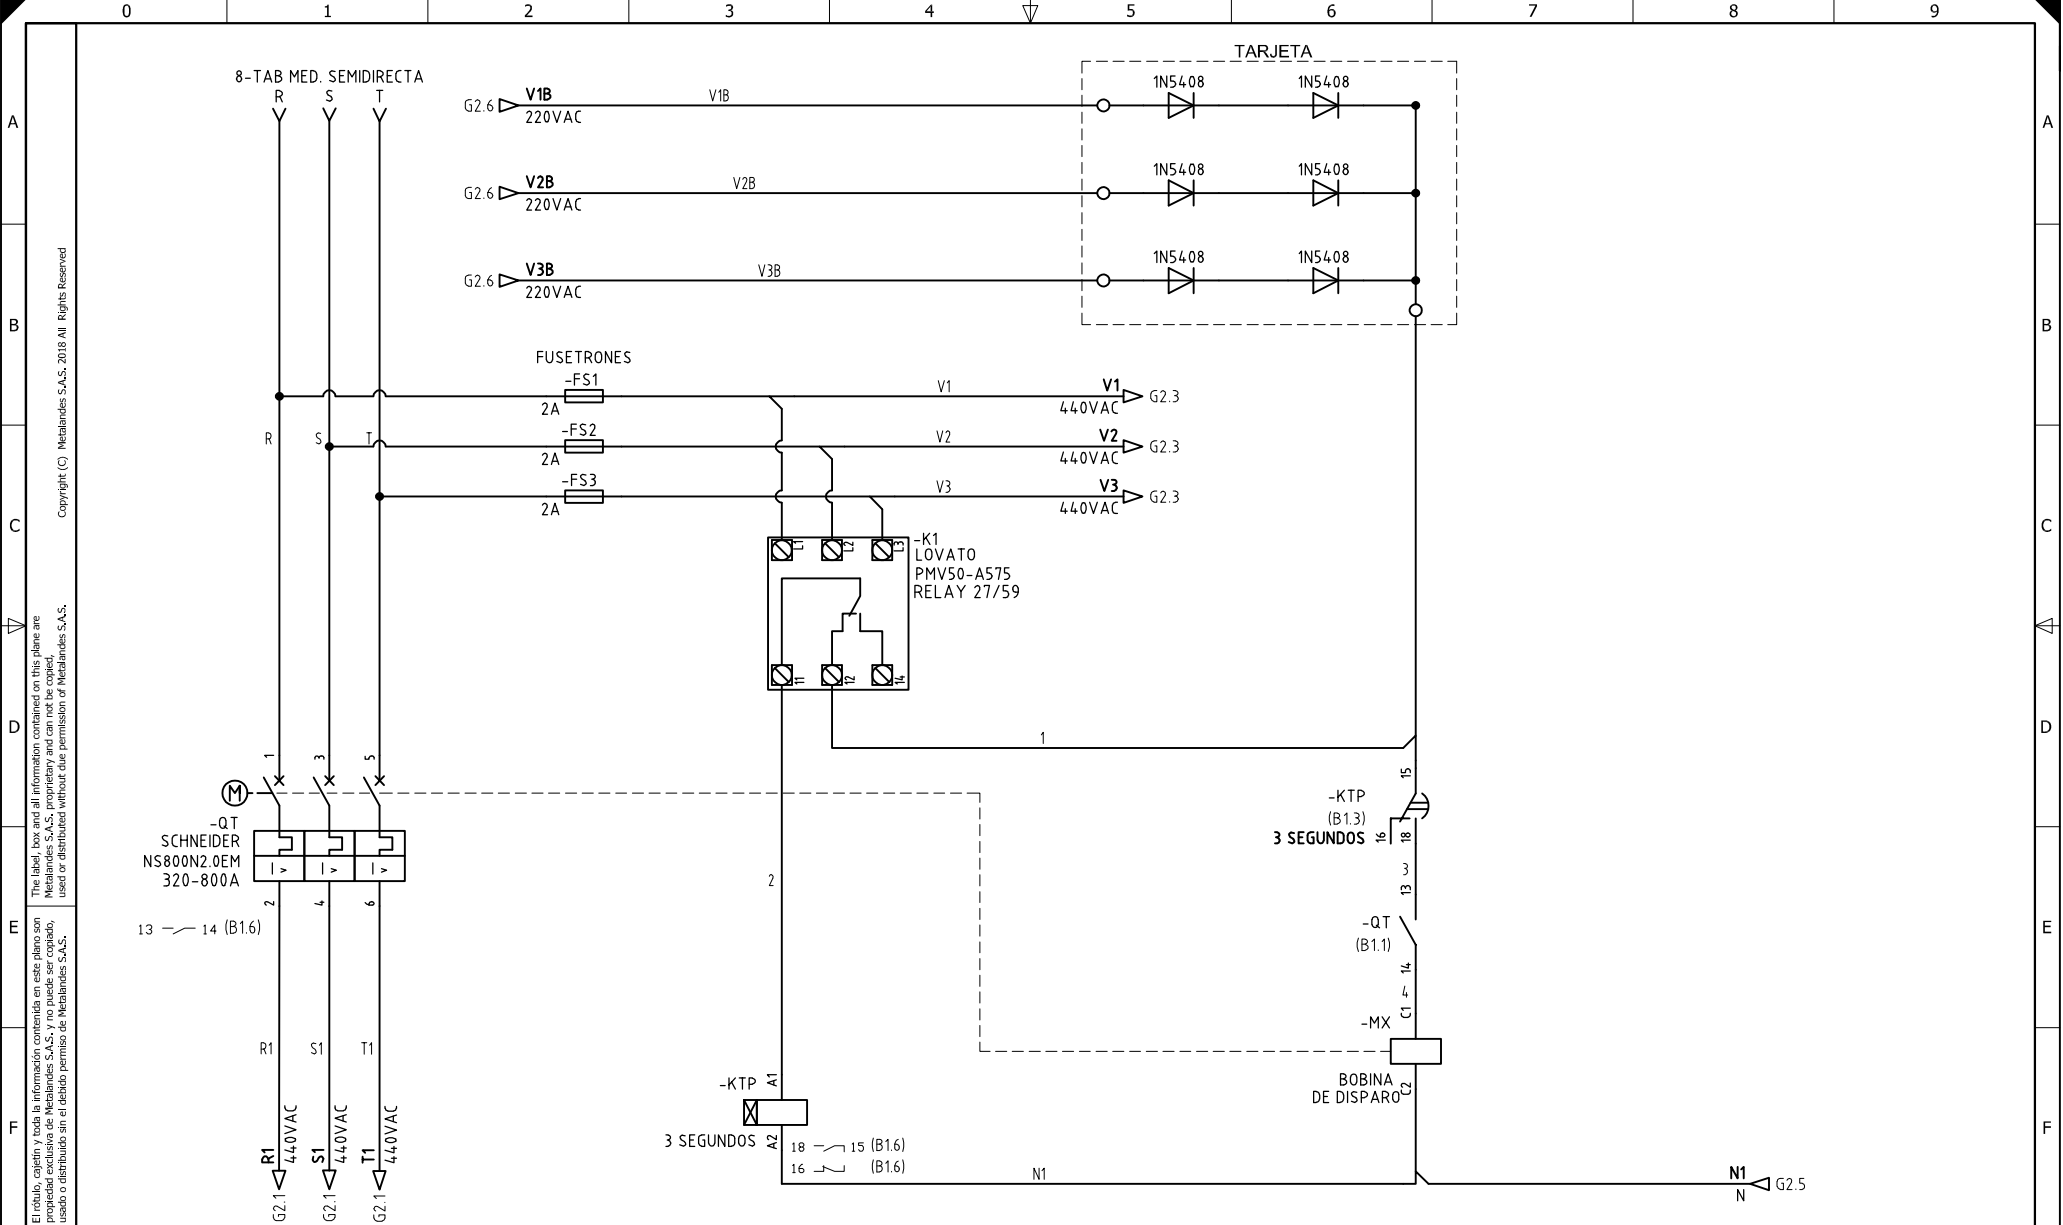 0 1 2 3 4 5 6 7 8 9
A A
B B
C C
D D
E E
F F
Copyright (C) Metalandes S.A.S. 2018 All Rights Reserved
The label, box and all information contained on this plane are
Metalandes S.A.S. proprietary and can not be copied,
used or distributed without due permission of Metalandes S.A.S.
El rótulo, cajetín y toda la información contenida en este plano son
propiedad exclusiva de Metalandes S.A.S. y no puede ser copiado,
usado o distribuido sin el debido permiso de Metalandes S.A.S.
8-TAB MED. SEMIDIRECTA
R S T
TARJETA
G2.6 V1B V1B
220VAC
1N5408 1N5408
G2.6 V2B V2B
220VAC
1N5408 1N5408
G2.6 V3B V3B
220VAC
1N5408 1N5408
FUSETRONES
-FS1
2A
V1 V1 G2.3
440VAC
R S T
-FS2
2A
V2 V2 G2.3
440VAC
-FS3
2A
V3 V3 G2.3
440VAC
L1 L2 L3
-K1
LOVATO
PMV50-A575
RELAY 27/59
11 12 14
1
1 3 5
M
-QT
SCHNEIDER
NS800N2.0EM
320-800A
I> I> I>
2 4 6
13 14 (B1.6)
15
-KTP
(B1.3)
3 SEGUNDOS
16 18
2
3
13
-QT
(B1.1)
14
4
C1
-MX
BOBINA
DE DISPARO
C2
R1 S1 T1
R1 440VAC
S1 440VAC
T1 440VAC
G2.1 G2.1 G2.1
-KTP A1
3 SEGUNDOS A2
18 15 (B1.6)
16 (B1.6)
N1
N1 G2.5
N